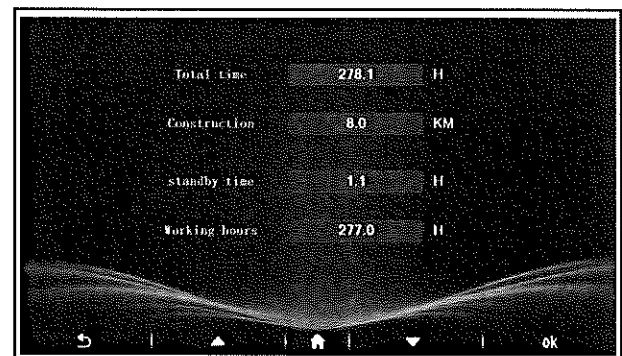 Total time 278.1 H
Construction 8.0 KM
standby time 1.1 H
Working hours 277.0 H
ok